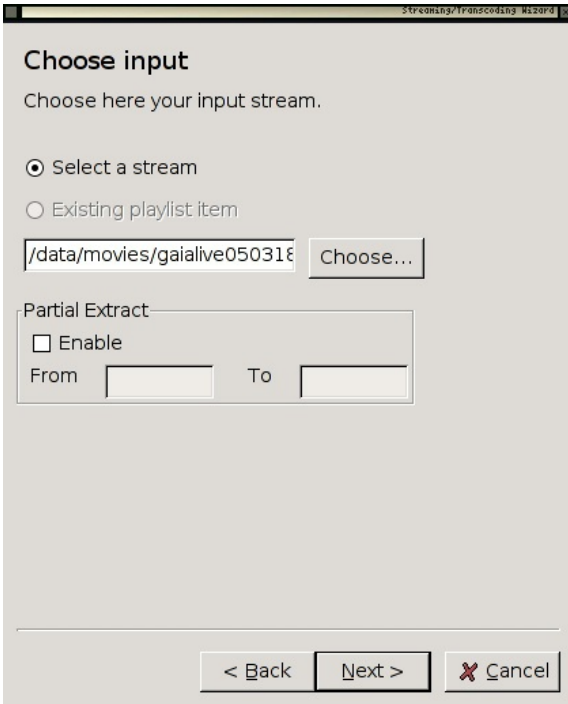 Streaming/Transcoding Wizard
Choose input
Choose here your input stream.
Select a stream
Existing playlist item
/data/movies/gaialive050318
Choose...
Partial Extract
Enable
From To
< Back Next > Cancel